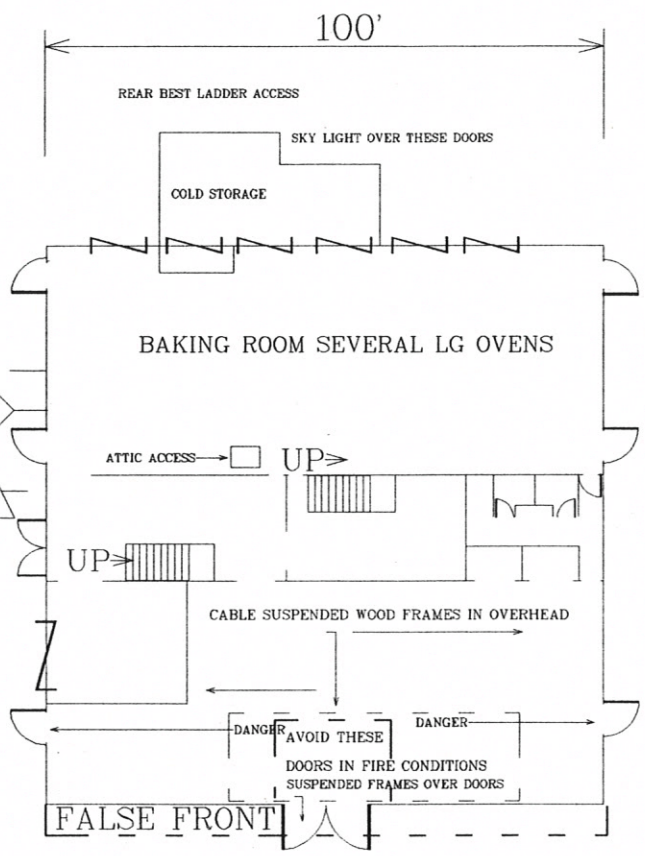 100'
REAR BEST LADDER ACCESS
SKY LIGHT OVER THESE DOORS
COLD STORAGE
BAKING ROOM SEVERAL LG OVENS
ATTIC ACCESS
UP
UP
CABLE SUSPENDED WOOD FRAMES IN OVERHEAD
DANGER
AVOID THESE
DANGER
DOORS IN FIRE CONDITIONS
SUSPENDED FRAMES OVER DOORS
FALSE FRONT